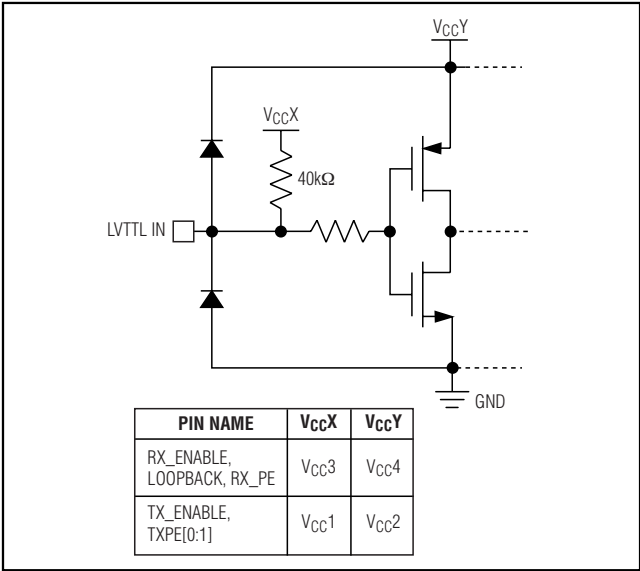 VCCY
VCCX
40kΩ
LVTTL IN
GND
PIN NAME VCCX VCCY
RX_ENABLE,
LOOPBACK, RX_PE VCC3 VCC4
TX_ENABLE,
TXPE[0:1] VCC1 VCC2